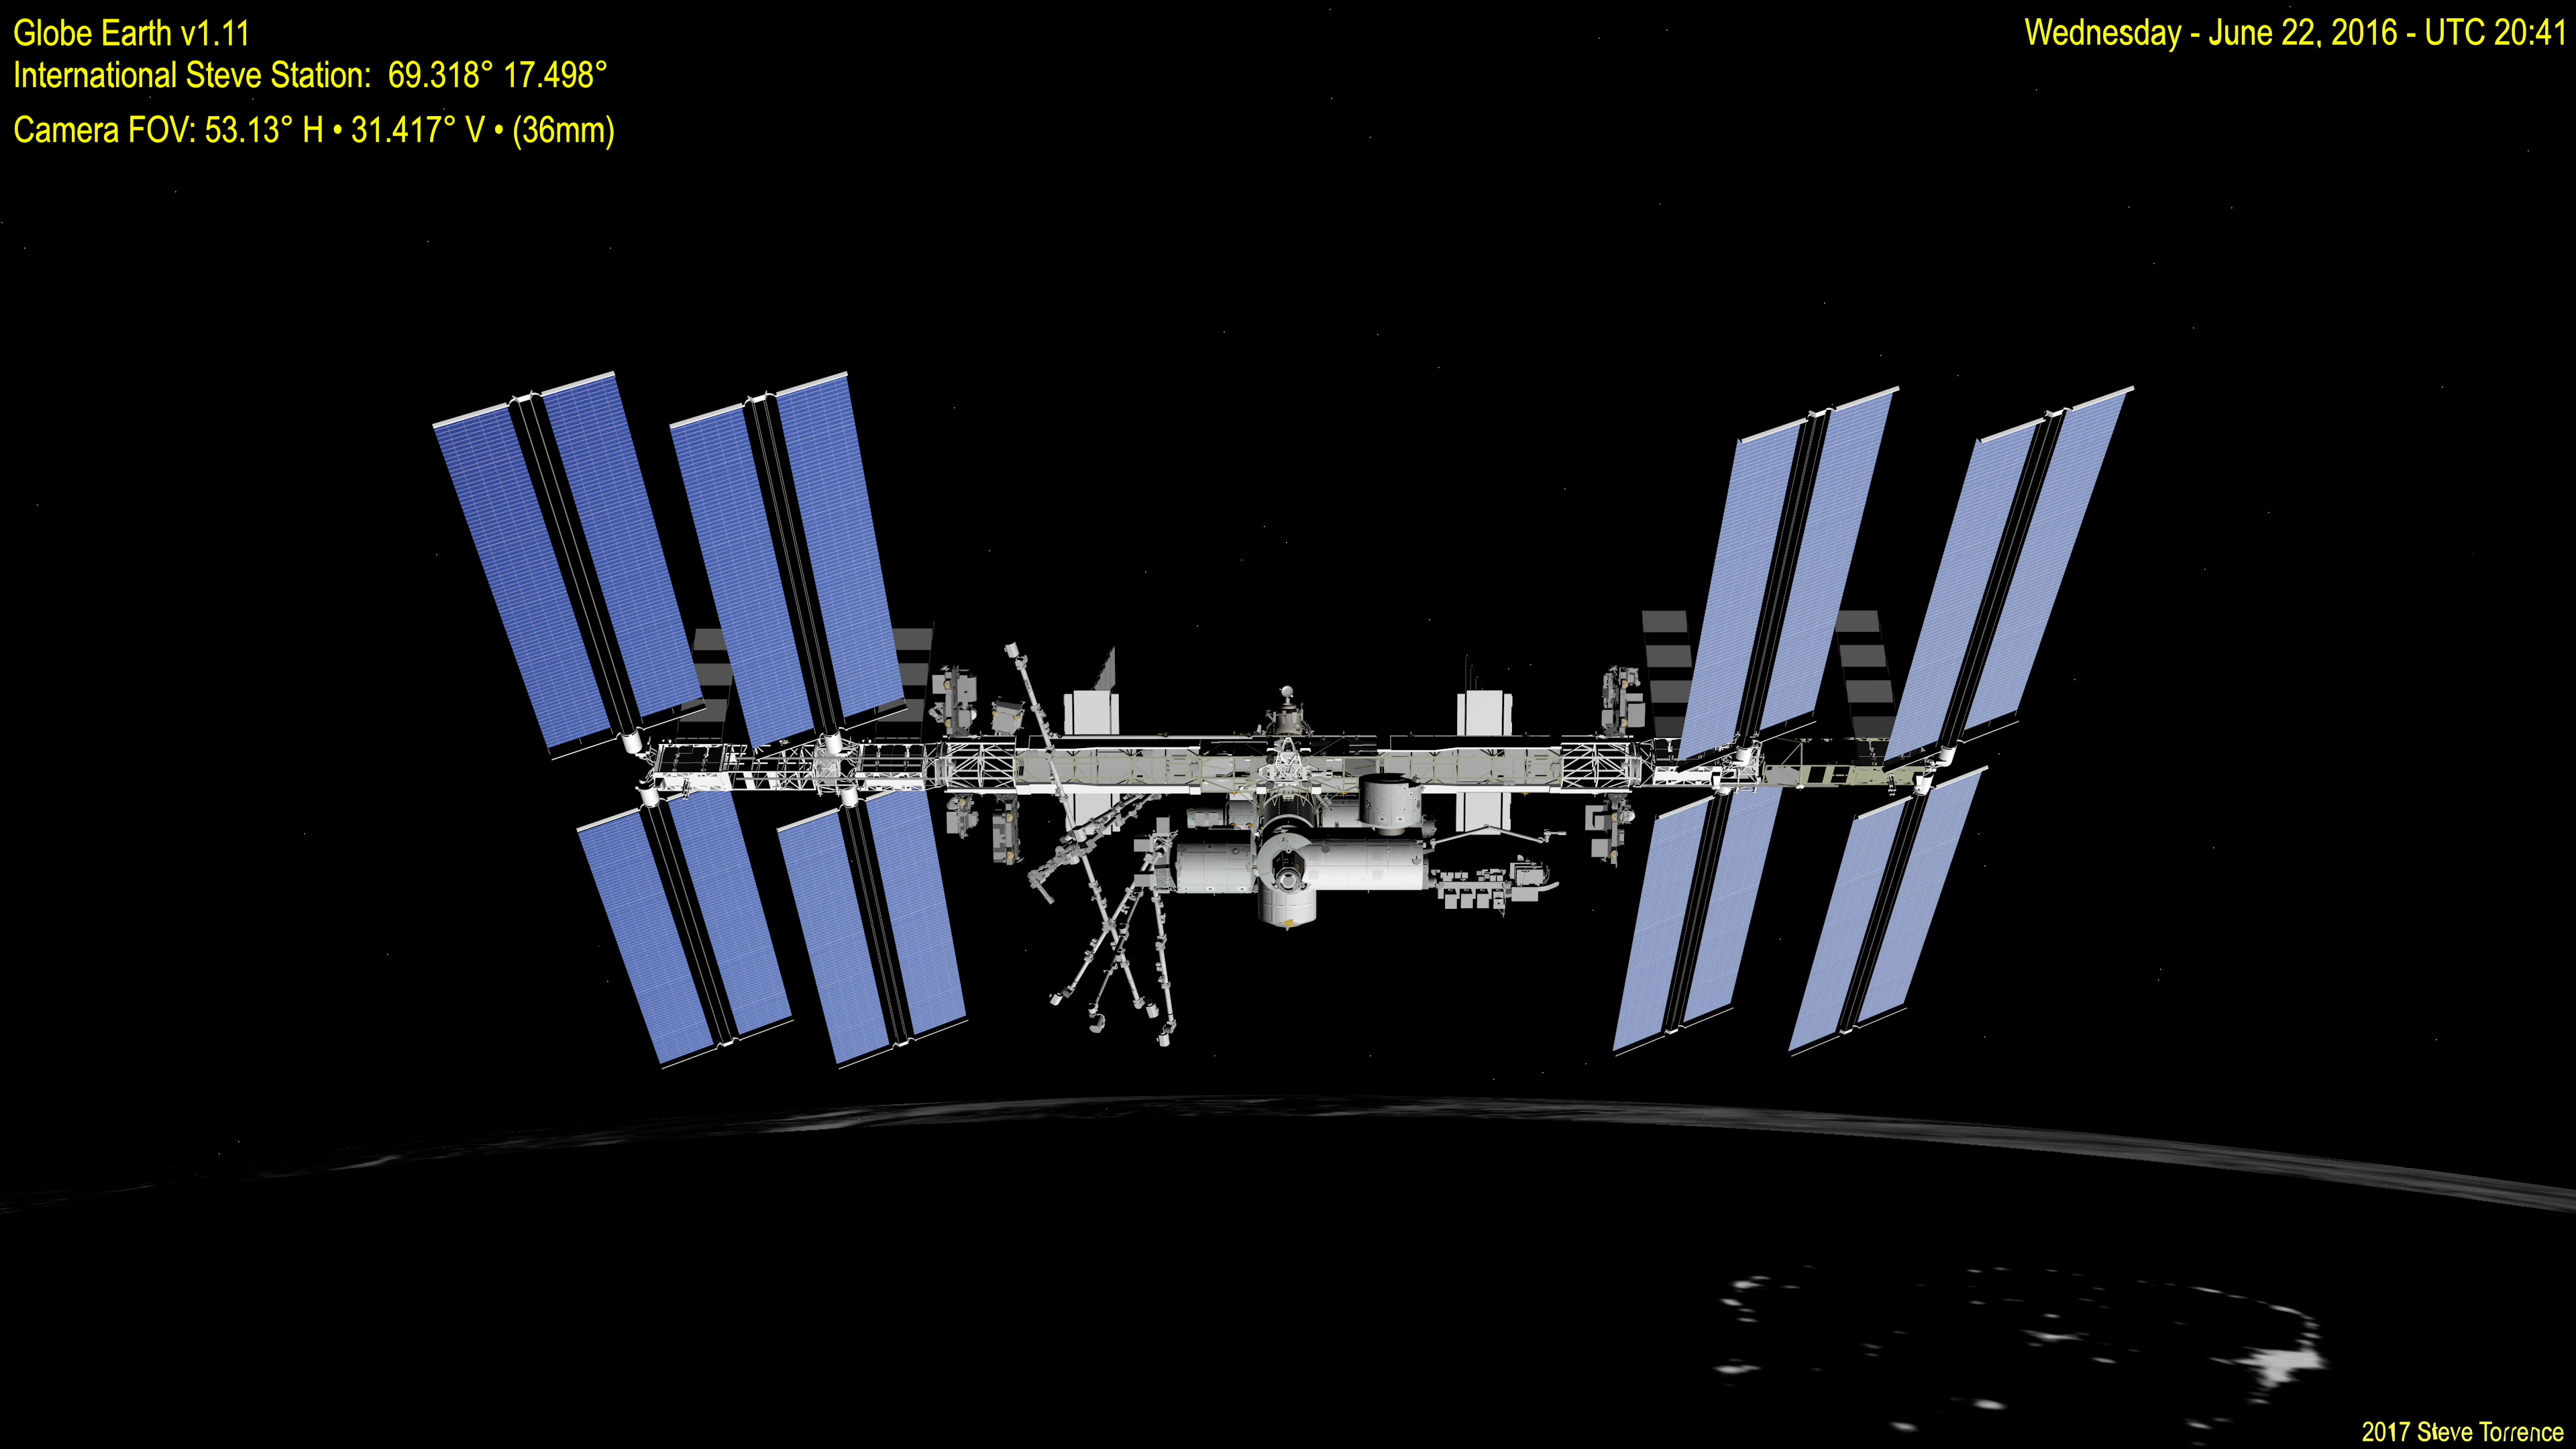 Globe Earth v1.11
Wednesday - June 22, 2016 - UTC 20:41
International Steve Station: 69.318° 17.498°
Camera FOV: 53.13° H • 31.417° V • (36mm)
2017 Steve Torrence